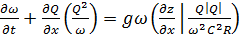 ∂ω/∂t + ∂Q/∂x (Q²/ω) = gω(∂z/∂x | Q|Q|/ω²C²R)